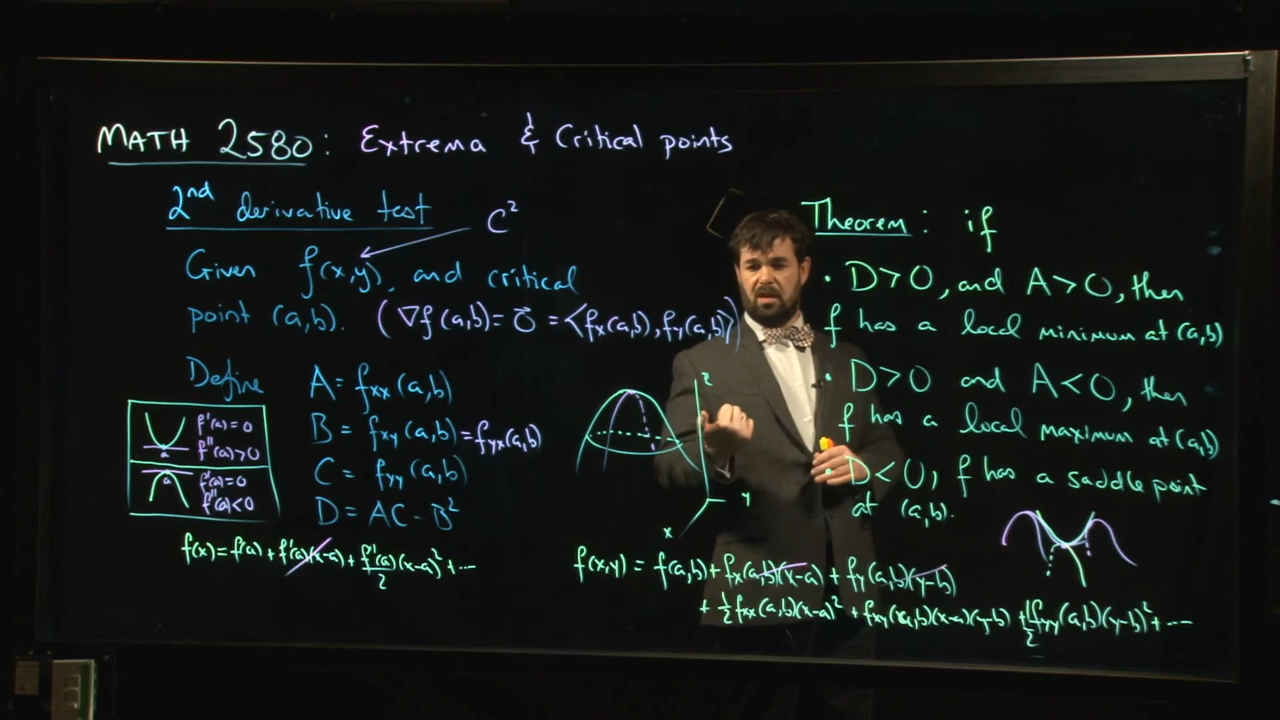 MATH 2580: Extrema & Critical points
2nd derivative test
C²
Given f(x,y), and critical
point (a,b). (∇f(a,b)=0⃗ =<fx(a,b), fy(a,b)>)
Define
A = fxx(a,b)
B = fxy(a,b)=fyx(a,b)
C = fyy(a,b)
D = AC - B²
a
f'(a)=0
f''(a)>0
a
f'(a)=0
f''(a)<0
f(x)=f(a)+f'(a)(x-a)+f''(a)/2(x-a)²+...
z
y
x
Theorem: if
• D>0, and A>0, then
f has a local minimum at (a,b)
• D>0 and A<0, then
f has a local maximum at (a,b)
D<0, f has a saddle point
at (a,b).
f(x,y) = f(a,b)+fx(a,b)(x-a) + fy(a,b)(y-b)
+ ½fxx(a,b)(x-a)² + fxy(a,b)(x-a)(y-b) + ½fyy(a,b)(y-b)²+ ...